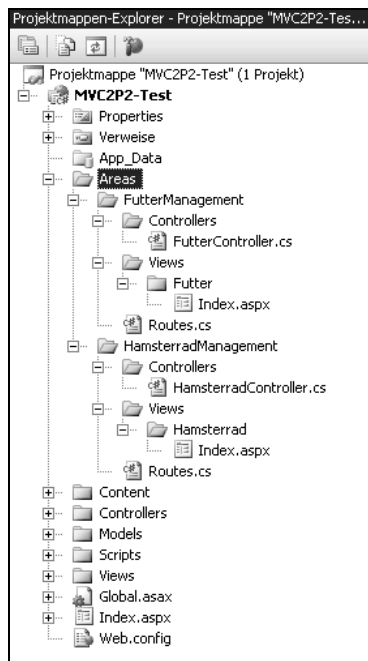 Projektmappen-Explorer - Projektmappe "MVC2P2-Tes...
Projektmappe "MVC2P2-Test" (1 Projekt)
MVC2P2-Test
Properties
Verweise
App_Data
Areas
FutterManagement
Controllers
FutterController.cs
Views
Futter
Index.aspx
Routes.cs
HamsterradManagement
Controllers
HamsterradController.cs
Views
Hamsterrad
Index.aspx
Routes.cs
Content
Controllers
Models
Scripts
Views
Global.asax
Index.aspx
Web.config